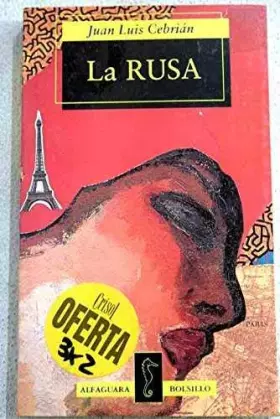 Juan Luis Cebrián
La RUSA
Crisol
OFERTA
3x2
PARIS
ALFAGUARA BOLSILLO